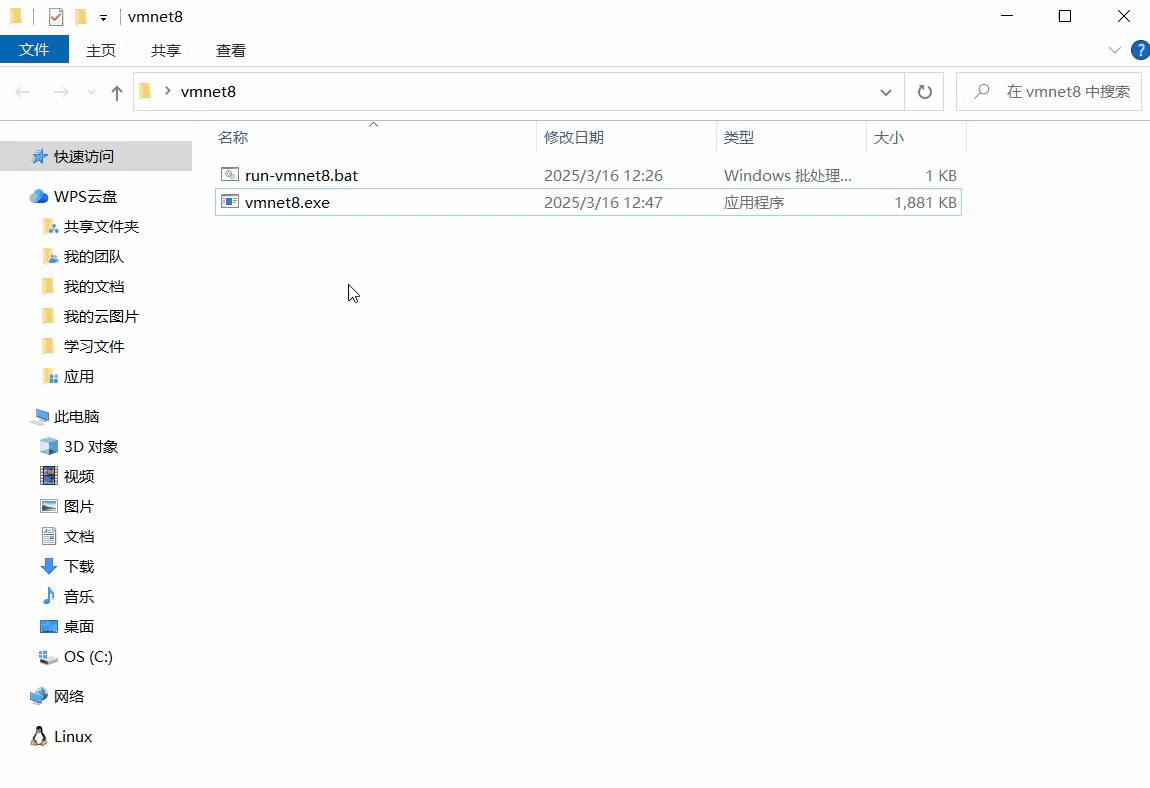 vmnet8
文件 主页 共享 查看
vmnet8 在 vmnet8 中搜索
名称 修改日期 类型 大小
run-vmnet8.bat 2025/3/16 12:26 Windows 批处理... 1 KB
vmnet8.exe 2025/3/16 12:47 应用程序 1,881 KB
快速访问
WPS云盘
共享文件夹
我的团队
我的文档
我的云图片
学习文件
应用
此电脑
3D 对象
视频
图片
文档
下载
音乐
桌面
OS (C:)
网络
Linux